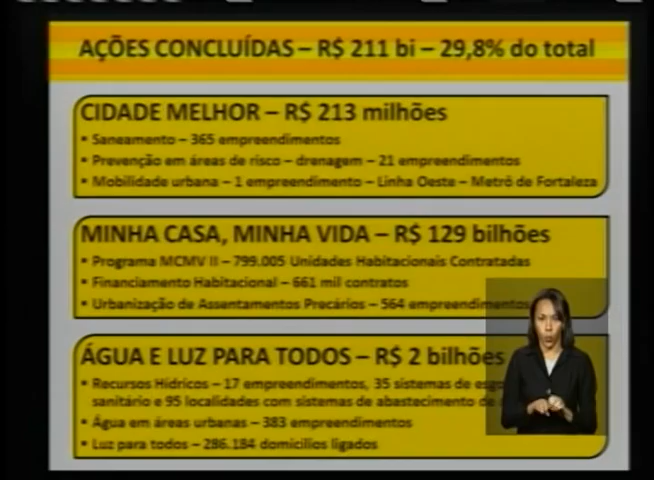 AÇÕES CONCLUÍDAS – R$ 211 bi – 29,8% do total
CIDADE MELHOR – R$ 213 milhões
▪ Saneamento – 365 empreendimentos
▪ Prevenção em áreas de risco – drenagem – 21 empreendimentos
▪ Mobilidade urbana – 1 empreendimento – Linha Oeste – Metrô de Fortaleza
MINHA CASA, MINHA VIDA – R$ 129 bilhões
▪ Programa MCMV II – 799.005 Unidades Habitacionais Contratadas
▪ Financiamento Habitacional – 661 mil contratos
▪ Urbanização de Assentamentos Precários – 564 empreendimentos
ÁGUA E LUZ PARA TODOS – R$ 2 bilhões
▪ Recursos Hídricos – 17 empreendimentos, 35 sistemas de
sanitário e 95 localidades com sistemas de abastecimento de
▪ Água em áreas urbanas – 383 empreendimentos
▪ Luz para todos – 286.184 domicílios ligados